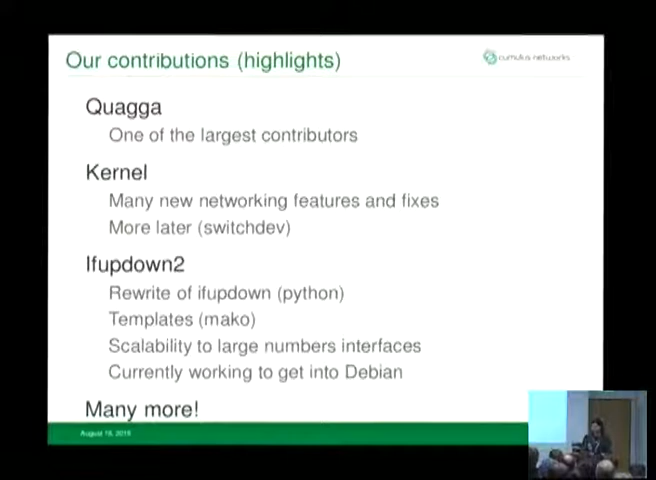 Our contributions (highlights)
cumulus networks
Quagga
One of the largest contributors
Kernel
Many new networking features and fixes
More later (switchdev)
Ifupdown2
Rewrite of ifupdown (python)
Templates (mako)
Scalability to large numbers interfaces
Currently working to get into Debian
Many more!